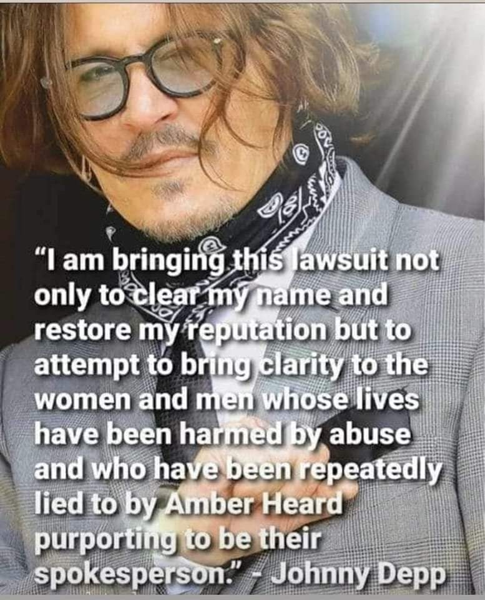 “I am bringing this lawsuit not
only to clear my name and
restore my reputation but to
attempt to bring clarity to the
women and men whose lives
have been harmed by abuse
and who have been repeatedly
lied to by Amber Heard
purporting to be their
spokesperson.” - Johnny Depp